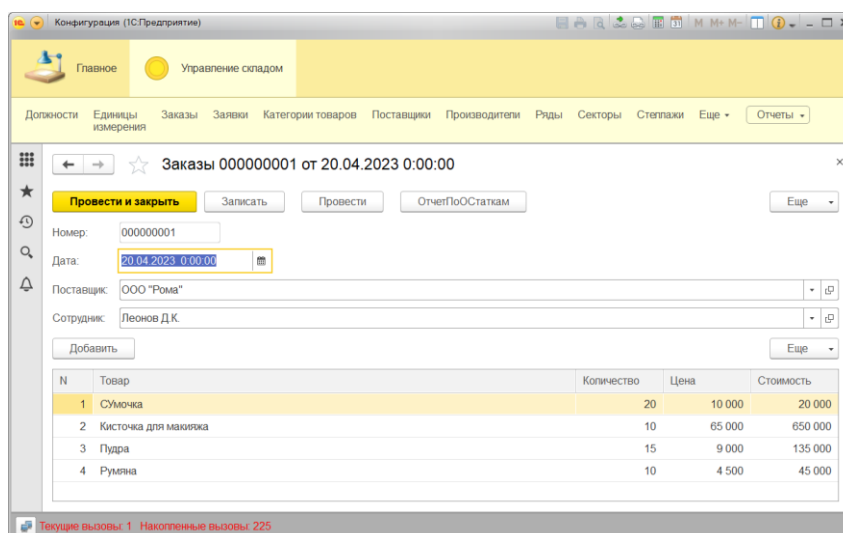 Конфигурация (1С:Предприятие)
M M+ M-
Главное Управление складом
Должности Единицы измерения Заказы Заявки Категории товаров Поставщики Производители Ряды Секторы Стеллажи Еще Отчеты
Заказы 000000001 от 20.04.2023 0:00:00
Провести и закрыть Записать Провести ОтчетПоОСтаткам Еще
Номер: 000000001
Дата: 20.04.2023 0:00:00
Поставщик: ООО "Рома"
Сотрудник: Леонов Д.К.
Добавить Еще
N Товар Количество Цена Стоимость
1 СУмочка 20 10 000 20 000
2 Кисточка для макияжа 10 65 000 650 000
3 Пудра 15 9 000 135 000
4 Румяна 10 4 500 45 000
Текущие вызовы: 1 Накопленные вызовы: 225